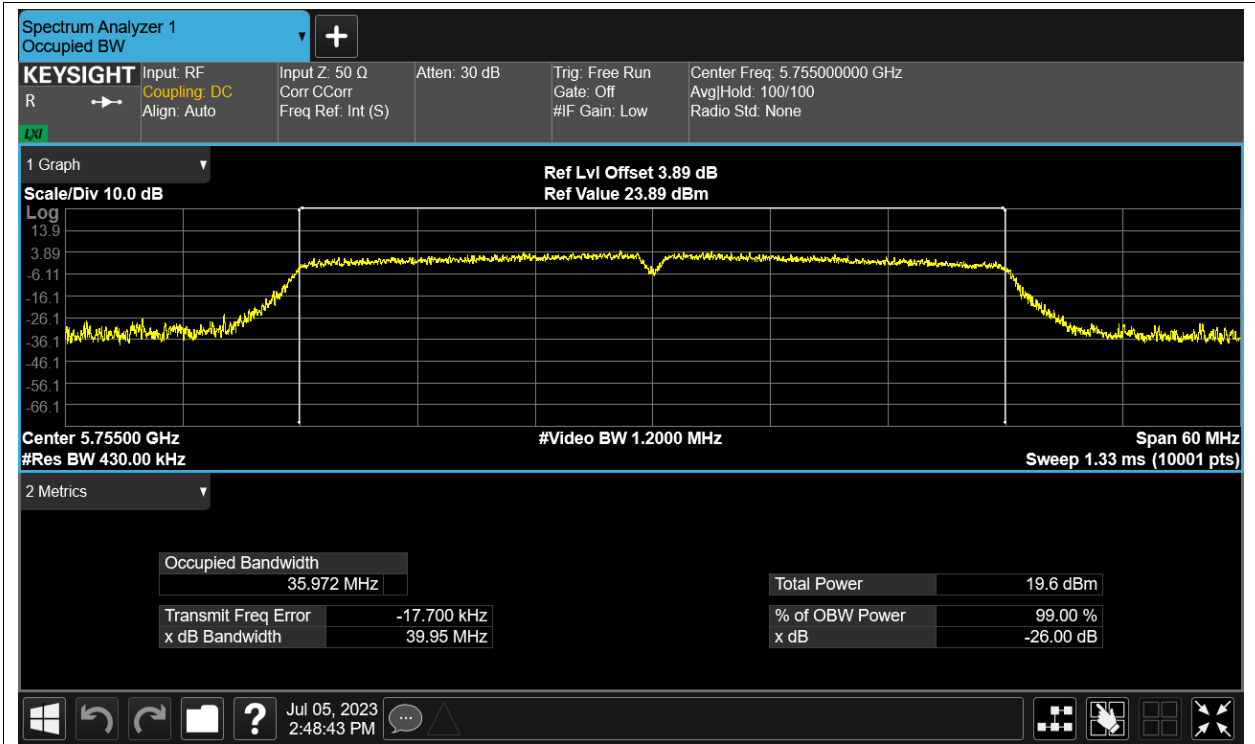 Spectrum Analyzer 1
Occupied BW
KEYSIGHT
R
LXI
Input: RF
Coupling: DC
Align: Auto
Input Z: 50 Ω
Corr CCorr
Freq Ref: Int (S)
Atten: 30 dB
Trig: Free Run
Gate: Off
#IF Gain: Low
Center Freq: 5.755000000 GHz
Avg|Hold: 100/100
Radio Std: None
1 Graph
Scale/Div 10.0 dB
Ref Lvl Offset 3.89 dB
Ref Value 23.89 dBm
Log
13.9
3.89
-6.11
-16.1
-26.1
-36.1
-46.1
-56.1
-66.1
Center 5.75500 GHz
#Video BW 1.2000 MHz
Span 60 MHz
#Res BW 430.00 kHz
Sweep 1.33 ms (10001 pts)
2 Metrics
Occupied Bandwidth
35.972 MHz
Transmit Freq Error -17.700 kHz
x dB Bandwidth 39.95 MHz
Total Power 19.6 dBm
% of OBW Power 99.00 %
x dB -26.00 dB
?
Jul 05, 2023
2:48:43 PM